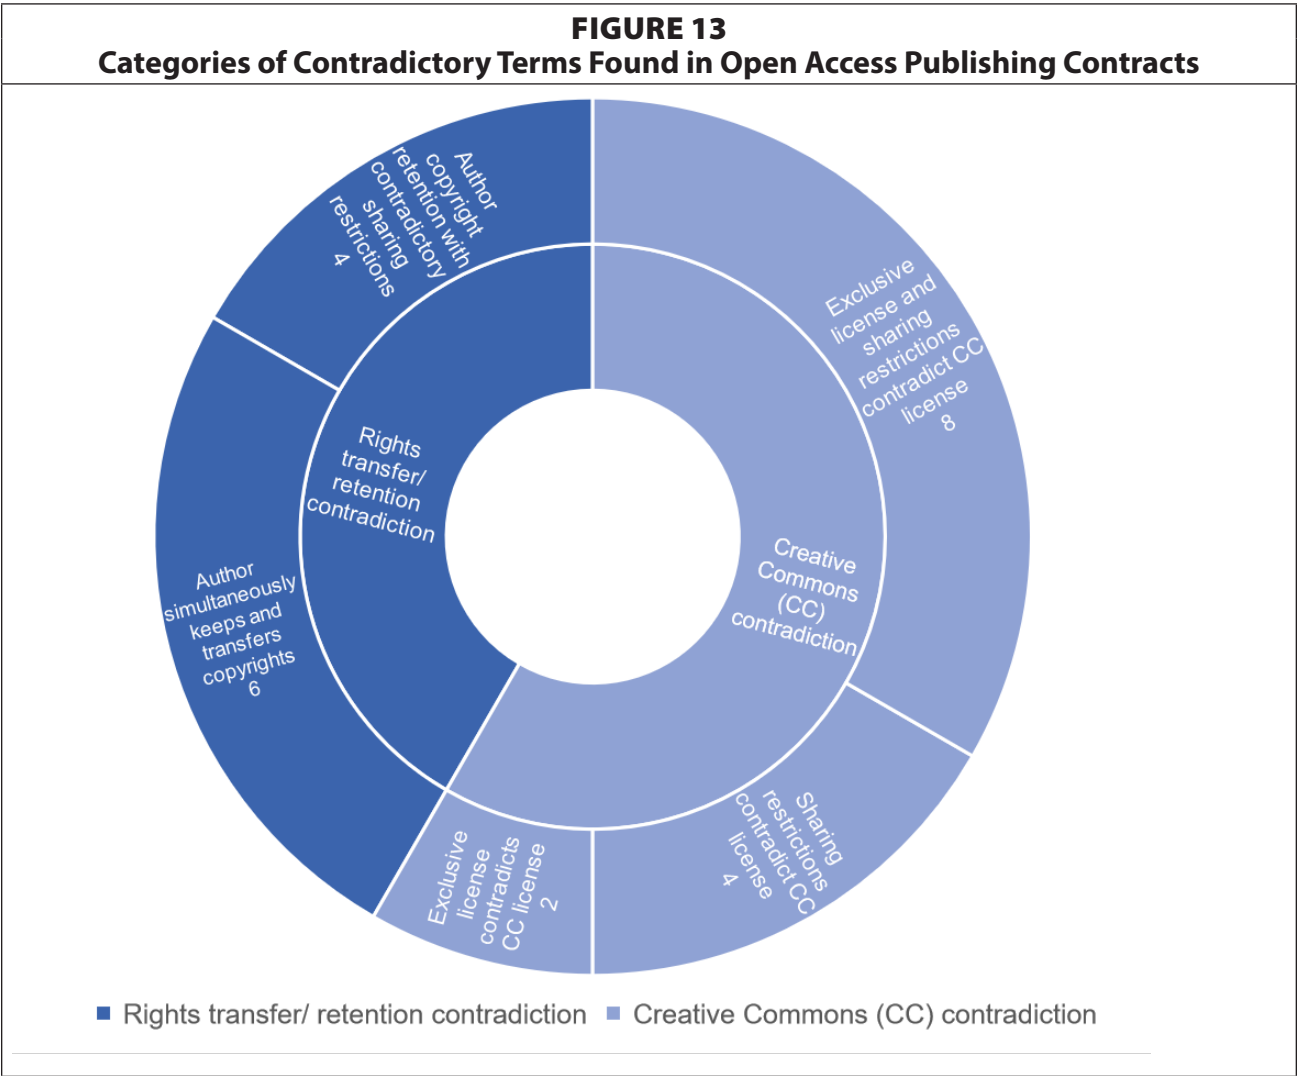 FIGURE 13
Categories of Contradictory Terms Found in Open Access Publishing Contracts
Author
copyright
retention with
contradictory
sharing
restrictions
4
Exclusive
license and
sharing
restrictions
contradict CC
license
8
Rights
transfer/
retention
contradiction
Creative
Commons
(CC)
contradiction
Author
simultaneously
keeps and
transfers
copyrights
6
Exclusive
license
contradicts
CC license
2
Sharing
restrictions
contradict CC
license
4
Rights transfer/ retention contradiction
Creative Commons (CC) contradiction